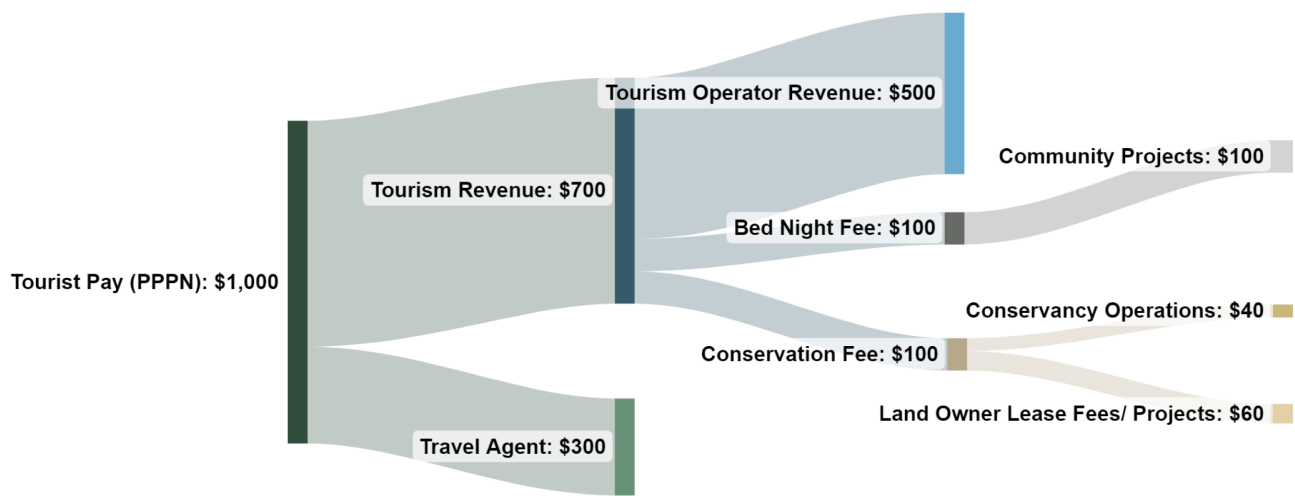 Tourist Pay (PPPN): $1,000
Tourism Revenue: $700
Travel Agent: $300
Tourism Operator Revenue: $500
Bed Night Fee: $100
Conservation Fee: $100
Community Projects: $100
Conservancy Operations: $40
Land Owner Lease Fees/ Projects: $60